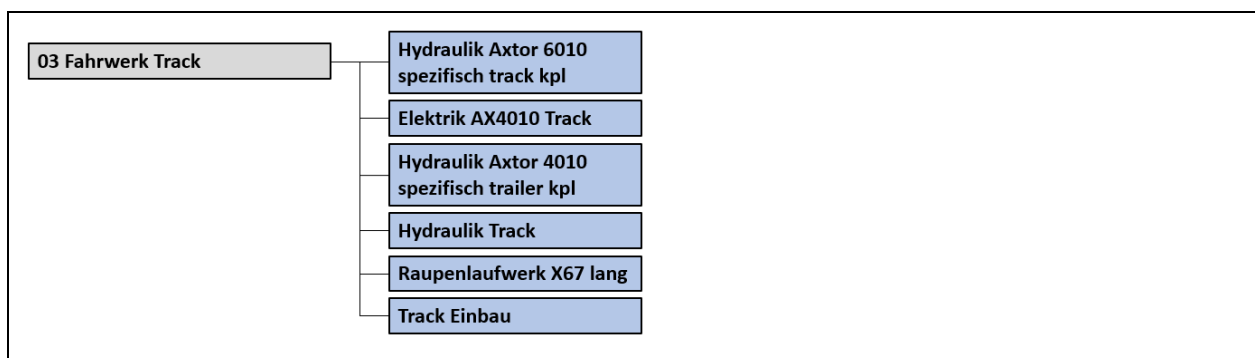 03 Fahrwerk Track
Hydraulik Axtor 6010
spezifisch track kpl
Elektrik AX4010 Track
Hydraulik Axtor 4010
spezifisch trailer kpl
Hydraulik Track
Raupenlaufwerk X67 lang
Track Einbau